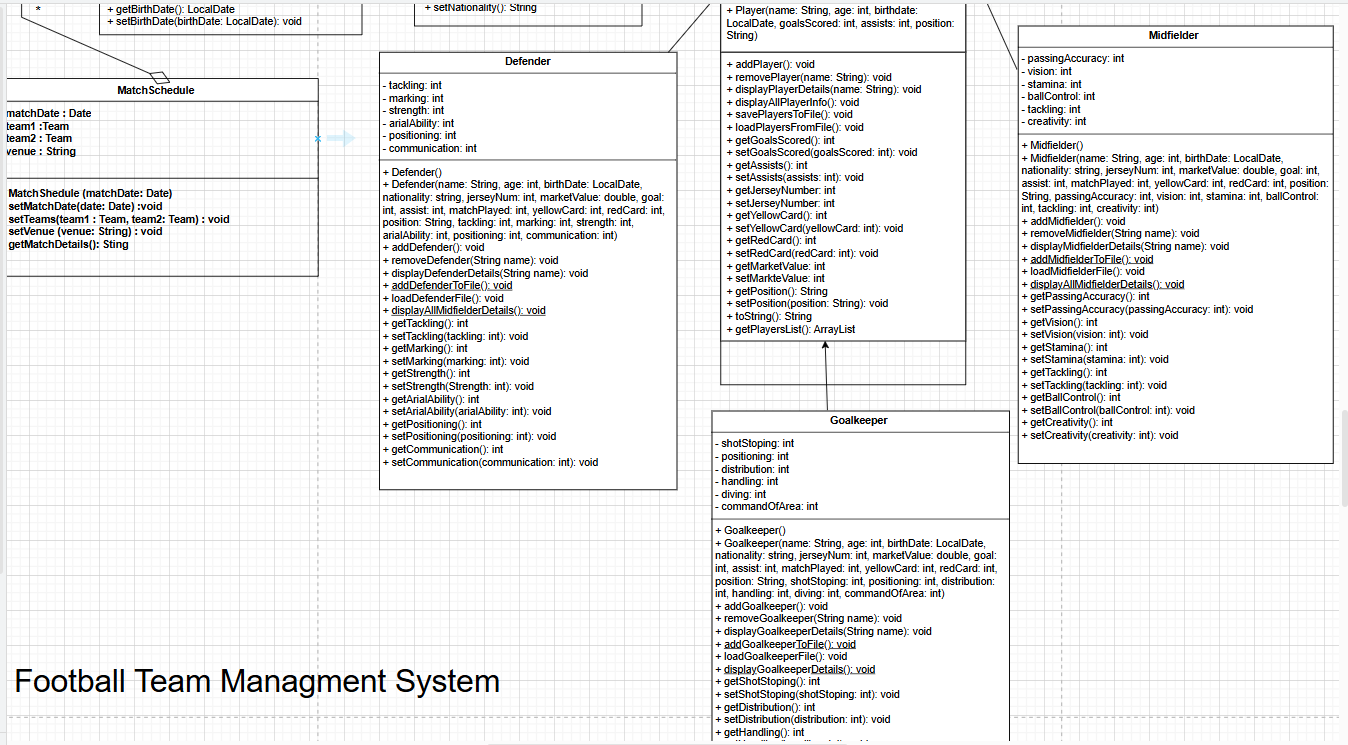 *
+ getBirthDate(): LocalDate
+ setBirthDate(birthDate: LocalDate): void
+ setNationality(): String
MatchSchedule
matchDate : Date
team1 :Team
team2 : Team
venue : String
MatchShedule (matchDate: Date)
setMatchDate(date: Date) :void
setTeams(team1 : Team, team2: Team) : void
setVenue (venue: String) : void
getMatchDetails(): Sting
Defender
- tackling: int
- marking: int
- strength: int
- arialAbility: int
- positioning: int
- communication: int
+ Defender()
+ Defender(name: String, age: int, birthDate: LocalDate,
nationality: string, jerseyNum: int, marketValue: double, goal:
int, assist: int, matchPlayed: int, yellowCard: int, redCard: int,
position: String, tackling: int, marking: int, strength: int,
arialAbility: int, positioning: int, communication: int)
+ addDefender(): void
+ removeDefender(String name): void
+ displayDefenderDetails(String name): void
+ addDefenderToFile(): void
+ loadDefenderFile(): void
+ displayAllMidfielderDetails(): void
+ getTackling(): int
+ setTackling(tackling: int): void
+ getMarking(): int
+ setMarking(marking: int): void
+ getStrength(): int
+ setStrength(Strength: int): void
+ getArialAbility(): int
+ setArialAbility(arialAbility: int): void
+ getPositioning(): int
+ setPositioning(positioning: int): void
+ getCommunication(): int
+ setCommunication(communication: int): void
+ Player(name: String, age: int, birthdate:
LocalDate, goalsScored: int, assists: int, position:
String)
+ addPlayer(): void
+ removePlayer(name: String): void
+ displayPlayerDetails(name: String): void
+ displayAllPlayerInfo(): void
+ savePlayersToFile(): void
+ loadPlayersFromFile(): void
+ getGoalsScored(): int
+ setGoalsScored(goalsScored: int): void
+ getAssists(): int
+ setAssists(assists: int): void
+ getJerseyNumber: int
+ setJerseyNumber: int
+ getYellowCard(): int
+ setYellowCard(yellowCard: int): void
+ getRedCard(): int
+ setRedCard(redCard: int): void
+ getMarketValue: int
+ setMarkteValue: int
+ getPosition(): String
+ setPosition(position: String): void
+ toString(): String
+ getPlayersList(): ArrayList
Midfielder
- passingAccuracy: int
- vision: int
- stamina: int
- ballControl: int
- tackling: int
- creativity: int
+ Midfielder()
+ Midfielder(name: String, age: int, birthDate: LocalDate,
nationality: string, jerseyNum: int, marketValue: double, goal: int,
assist: int, matchPlayed: int, yellowCard: int, redCard: int, position:
String, passingAccuracy: int, vision: int, stamina: int, ballControl:
int, tackling: int, creativity: int)
+ addMidfielder(): void
+ removeMidfielder(String name): void
+ displayMidfielderDetails(String name): void
+ addMidfielderToFile(): void
+ loadMidfielderFile(): void
+ displayAllMidfielderDetails(): void
+ getPassingAccuracy(): int
+ setPassingAccuracy(passingAccuracy: int): void
+ getVision(): int
+ setVision(vision: int): void
+ getStamina(): int
+ setStamina(stamina: int): void
+ getTackling(): int
+ setTackling(tackling: int): void
+ getBallControl(): int
+ setBallControl(ballControl: int): void
+ getCreativity(): int
+ setCreativity(creativity: int): void
Goalkeeper
- shotStoping: int
- positioning: int
- distribution: int
- handling: int
- diving: int
- commandOfArea: int
+ Goalkeeper()
+ Goalkeeper(name: String, age: int, birthDate: LocalDate,
nationality: string, jerseyNum: int, marketValue: double, goal:
int, assist: int, matchPlayed: int, yellowCard: int, redCard: int,
position: String, shotStoping: int, positioning: int, distribution:
int, handling: int, diving: int, commandOfArea: int)
+ addGoalkeeper(): void
+ removeGoalkeeper(String name): void
+ displayGoalkeeperDetails(String name): void
+ addGoalkeeperToFile(): void
+ loadGoalkeeperFile(): void
+ displayGoalkeeperDetails(): void
+ getShotStoping(): int
+ setShotStoping(shotStoping: int): void
+ getDistribution(): int
+ setDistribution(distribution: int): void
+ getHandling(): int
Football Team Managment System